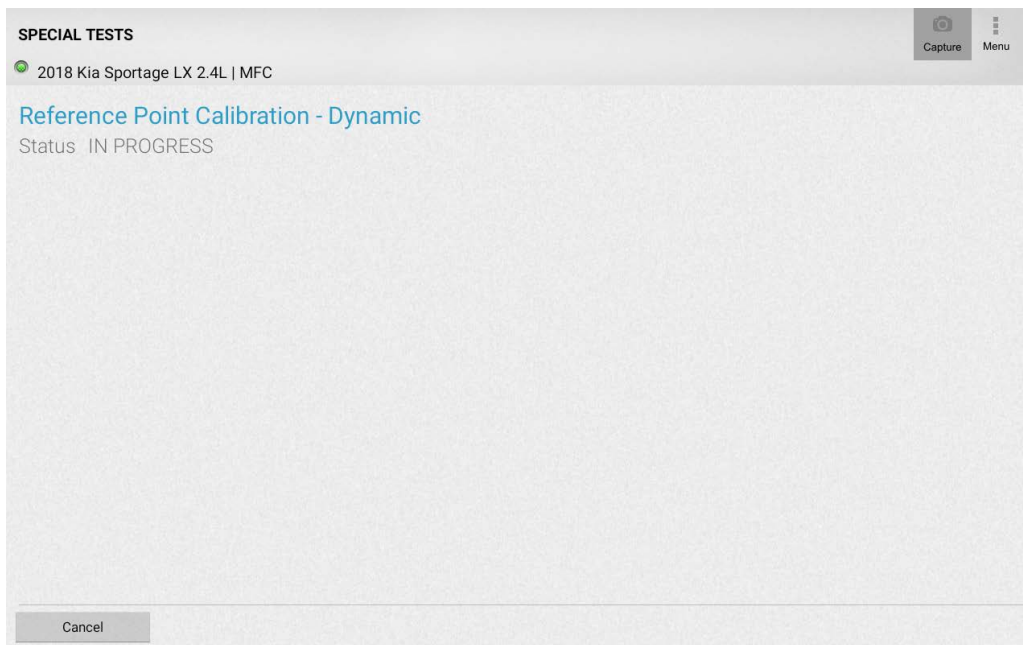 SPECIAL TESTS
Capture
Menu
2018 Kia Sportage LX 2.4L | MFC
Reference Point Calibration - Dynamic
Status IN PROGRESS
Cancel